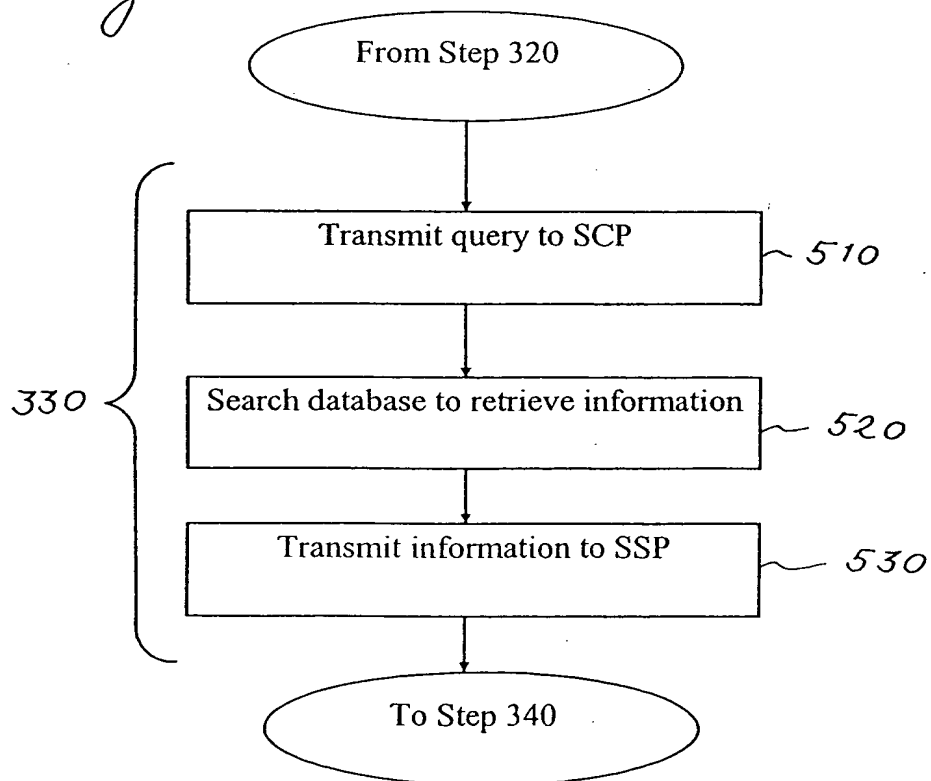 From Step 320
Transmit query to SCP
510
330
Search database to retrieve information
520
Transmit information to SSP
530
To Step 340